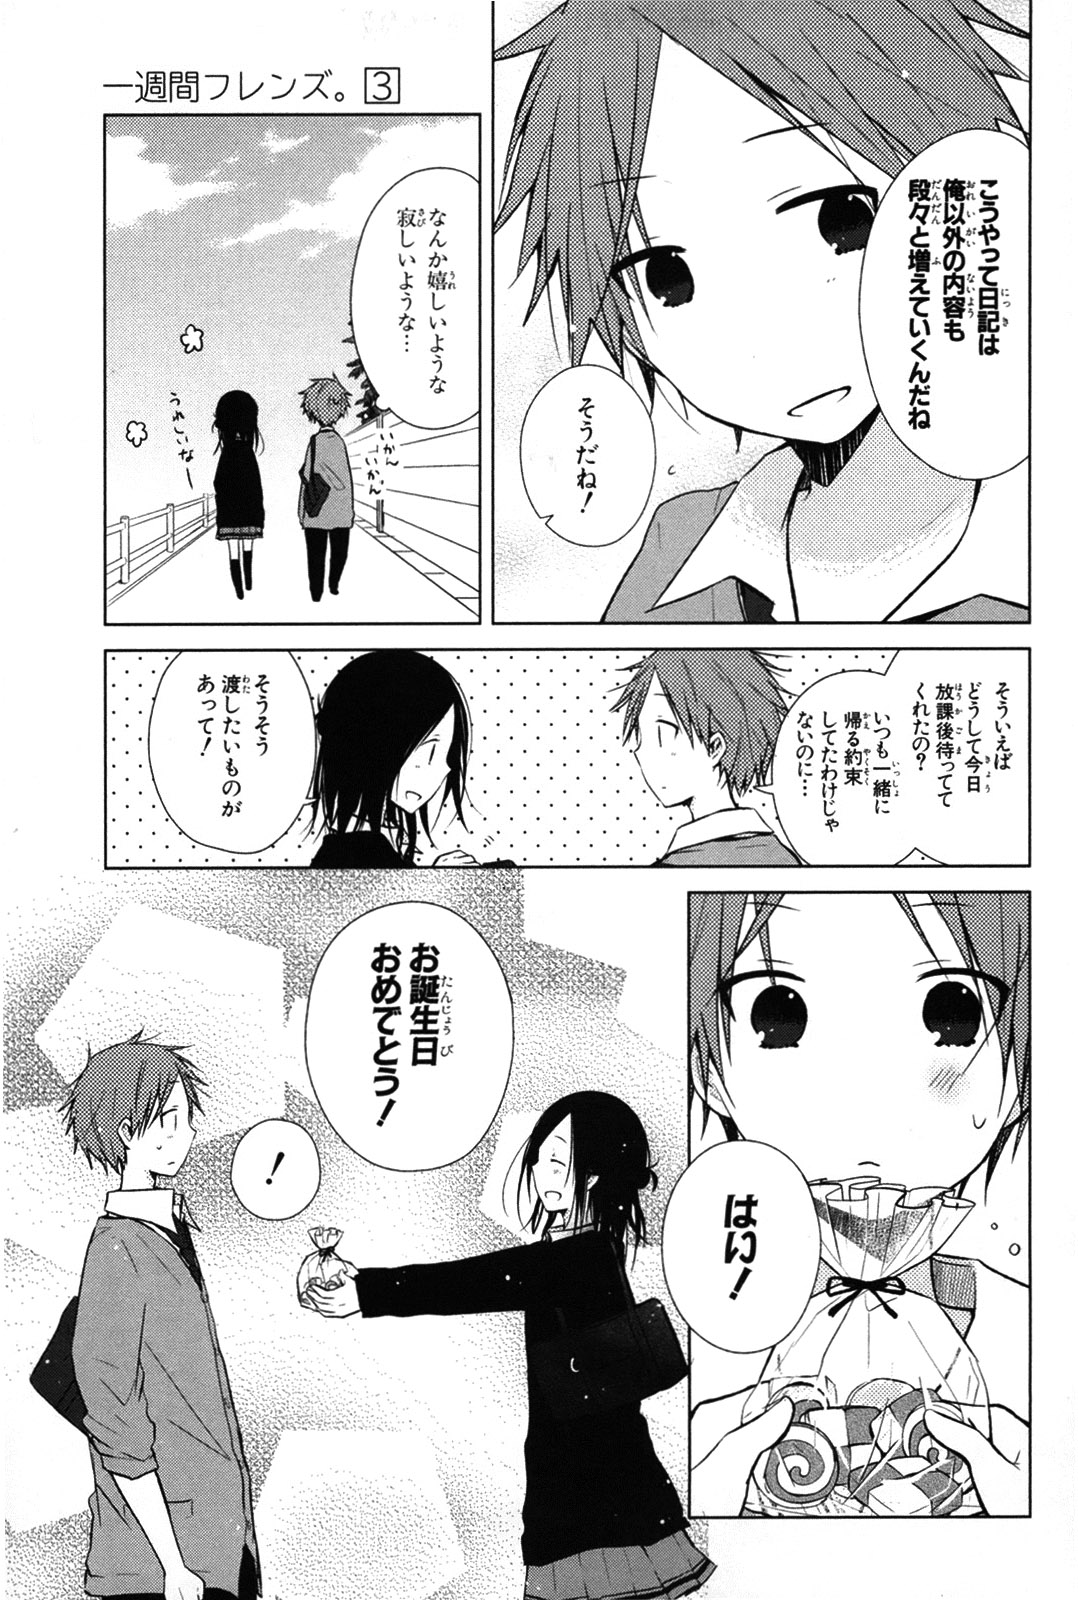 一週間フレンズ。3
こうやって日記は
俺以外の内容も
段々と増えていくんだね
そうだね！
なんか嬉しいような
寂しいような…
いかん
いかん
うれしいなー
そういえば
どうして今日
放課後待ってて
くれたの？
いつも一緒に
帰る約束
してたわけじゃ
ないのに…
そうそう
渡したいものが
あって！
はい！
お誕生日
おめでとう！
！